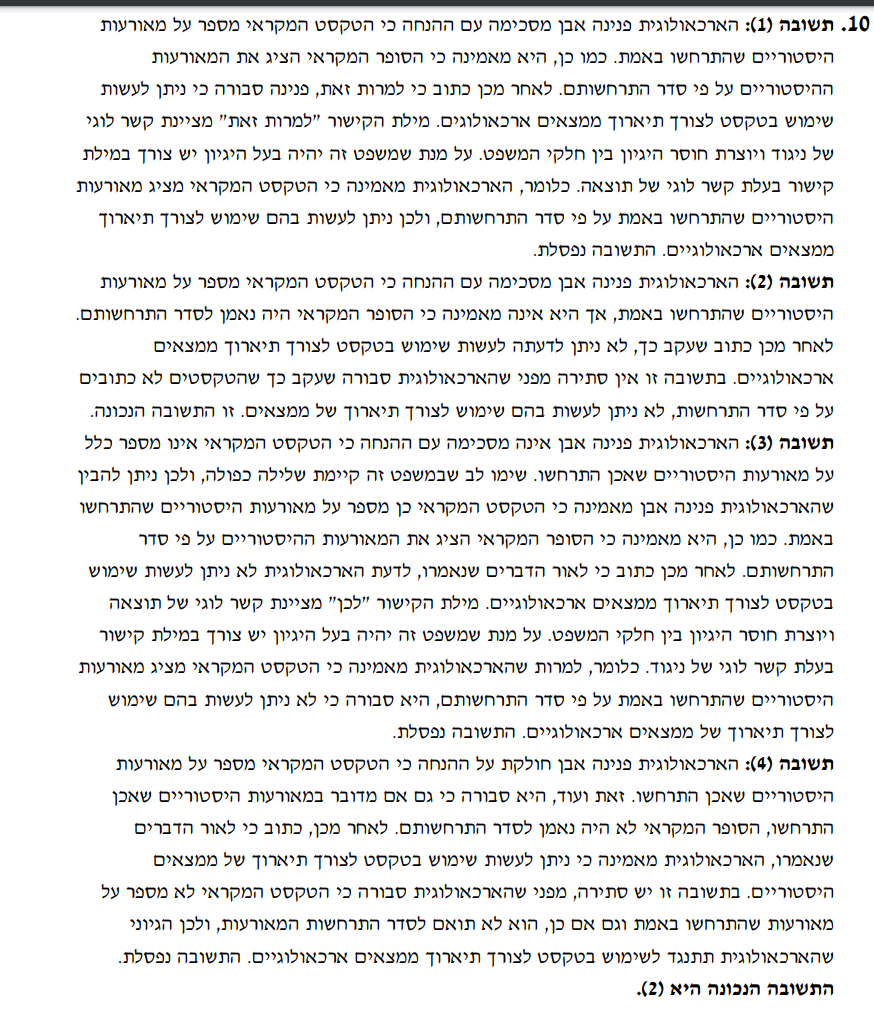 10. תשובה (1): הארכאולוגית פנינה אבן מסכימה עם ההנחה כי הטקסט המקראי מספר על מאורעות
היסטוריים שהתרחשו באמת. כמו כן, היא מאמינה כי הסופר המקראי הציג את המאורעות
ההיסטוריים על פי סדר התרחשותם. לאחר מכן כתוב כי למרות זאת, פנינה סבורה כי ניתן לעשות
שימוש בטקסט לצורך תיארוך ממצאים ארכאולוגים. מילת הקישור "למרות זאת" מציינת קשר לוגי
של ניגוד ויוצרת חוסר היגיון בין חלקי המשפט. על מנת שמשפט זה יהיה בעל היגיון יש צורך במילת
קישור בעלת קשר לוגי של תוצאה. כלומר, הארכאולוגית מאמינה כי הטקסט המקראי מציג מאורעות
היסטוריים שהתרחשו באמת על פי סדר התרחשותם, ולכן ניתן לעשות בהם שימוש לצורך תיארוך
ממצאים ארכאולוגיים. התשובה נפסלת.
תשובה (2): הארכאולוגית פנינה אבן מסכימה עם ההנחה כי הטקסט המקראי מספר על מאורעות
היסטוריים שהתרחשו באמת, אך היא אינה מאמינה כי הסופר המקראי היה נאמן לסדר התרחשותם.
לאחר מכן כתוב שעקב כך, לא ניתן לדעתה לעשות שימוש בטקסט לצורך תיארוך ממצאים
ארכאולוגיים. בתשובה זו אין סתירה מפני שהארכאולוגית סבורה שעקב כך שהטקסטים לא כתובים
על פי סדר התרחשות, לא ניתן לעשות בהם שימוש לצורך תיארוך של ממצאים. זו התשובה הנכונה.
תשובה (3): הארכאולוגית פנינה אבן אינה מסכימה עם ההנחה כי הטקסט המקראי אינו מספר כלל
על מאורעות היסטוריים שאכן התרחשו. שימו לב שבמשפט זה קיימת שלילה כפולה, ולכן ניתן להבין
שהארכאולוגית פנינה אבן מאמינה כי הטקסט המקראי כן מספר על מאורעות היסטוריים שהתרחשו
באמת. כמו כן, היא מאמינה כי הסופר המקראי הציג את המאורעות ההיסטוריים על פי סדר
התרחשותם. לאחר מכן כתוב כי לאור הדברים שנאמרו, לדעת הארכאולוגית לא ניתן לעשות שימוש
בטקסט לצורך תיארוך ממצאים ארכאולוגיים. מילת הקישור "לכן" מציינת קשר לוגי של תוצאה
ויוצרת חוסר היגיון בין חלקי המשפט. על מנת שמשפט זה יהיה בעל היגיון יש צורך במילת קישור
בעלת קשר לוגי של ניגוד. כלומר, למרות שהארכאולוגית מאמינה כי הטקסט המקראי מציג מאורעות
היסטוריים שהתרחשו באמת על פי סדר התרחשותם, היא סבורה כי לא ניתן לעשות בהם שימוש
לצורך תיארוך של ממצאים ארכאולוגיים. התשובה נפסלת.
תשובה (4): הארכאולוגית פנינה אבן חולקת על ההנחה כי הטקסט המקראי מספר על מאורעות
היסטוריים שאכן התרחשו. זאת ועוד, היא סבורה כי גם אם מדובר במאורעות היסטוריים שאכן
התרחשו, הסופר המקראי לא היה נאמן לסדר התרחשותם. לאחר מכן, כתוב כי לאור הדברים
שנאמרו, הארכאולוגית מאמינה כי ניתן לעשות שימוש בטקסט לצורך תיארוך של ממצאים
היסטוריים. בתשובה זו יש סתירה, מפני שהארכאולוגית סבורה כי הטקסט המקראי לא מספר על
מאורעות שהתרחשו באמת וגם אם כן, הוא לא תואם לסדר התרחשות המאורעות, ולכן הגיוני
שהארכאולוגית תתנגד לשימוש בטקסט לצורך תיארוך ממצאים ארכאולוגיים. התשובה נפסלת.
התשובה הנכונה היא (2).